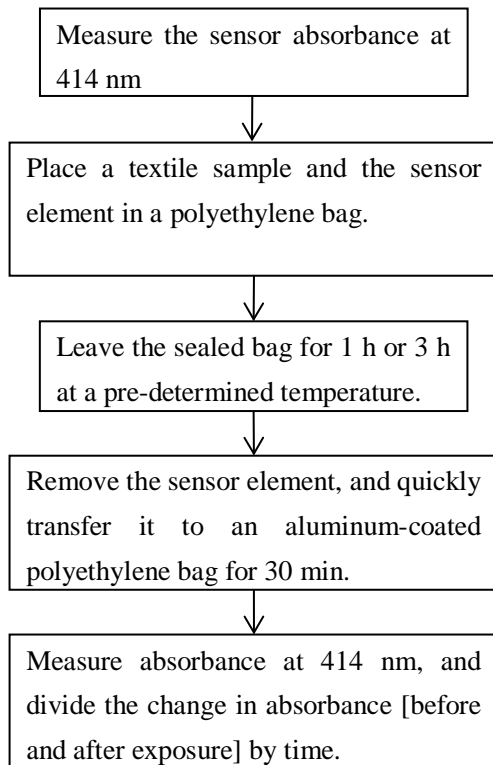 Measure the sensor absorbance at
414 nm
Place a textile sample and the sensor
element in a polyethylene bag.
Leave the sealed bag for 1 h or 3 h
at a pre-determined temperature.
Remove the sensor element, and quickly
transfer it to an aluminum-coated
polyethylene bag for 30 min.
Measure absorbance at 414 nm, and
divide the change in absorbance [before
and after exposure] by time.